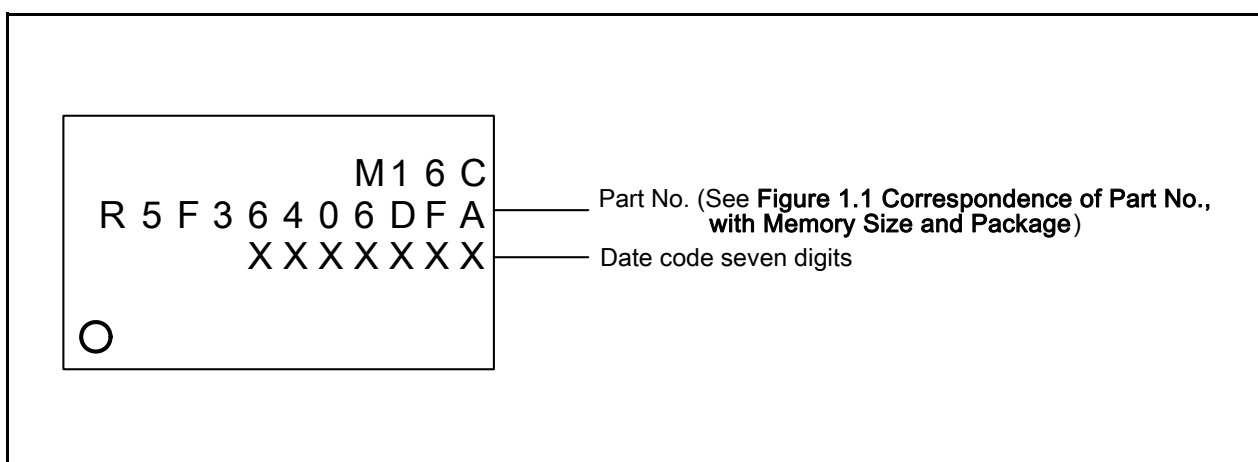 M16C
R5F36406DFA
XXXXXXX
Part No. (See Figure 1.1 Correspondence of Part No.,
with Memory Size and Package)
Date code seven digits